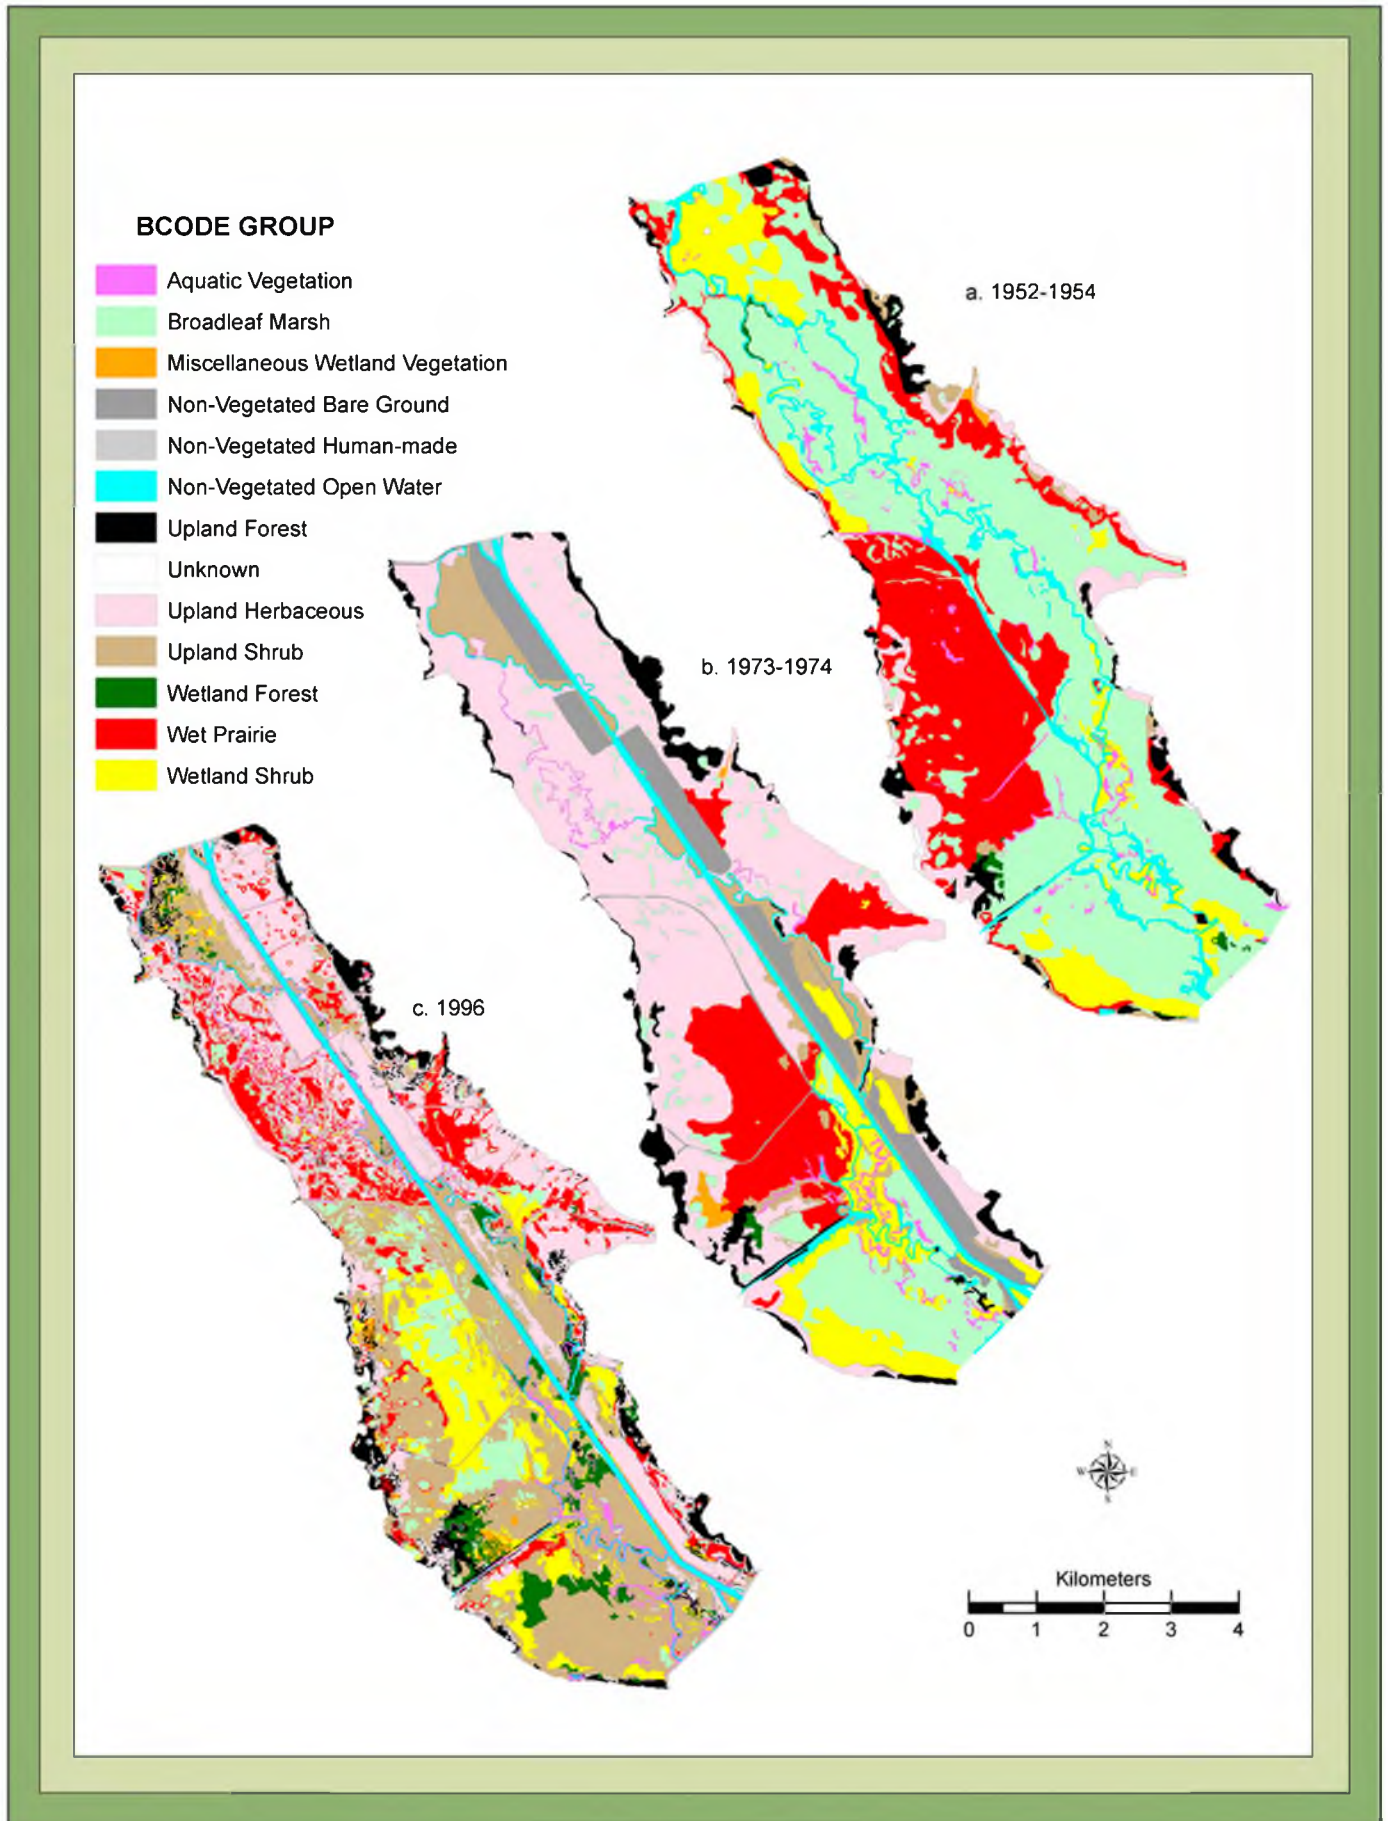 BCODE GROUP
Aquatic Vegetation
Broadleaf Marsh
Miscellaneous Wetland Vegetation
Non-Vegetated Bare Ground
Non-Vegetated Human-made
Non-Vegetated Open Water
Upland Forest
Unknown
Upland Herbaceous
Upland Shrub
Wetland Forest
Wet Prairie
Wetland Shrub
a. 1952-1954
b. 1973-1974
c. 1996
N
W E
S
Kilometers
0 1 2 3 4